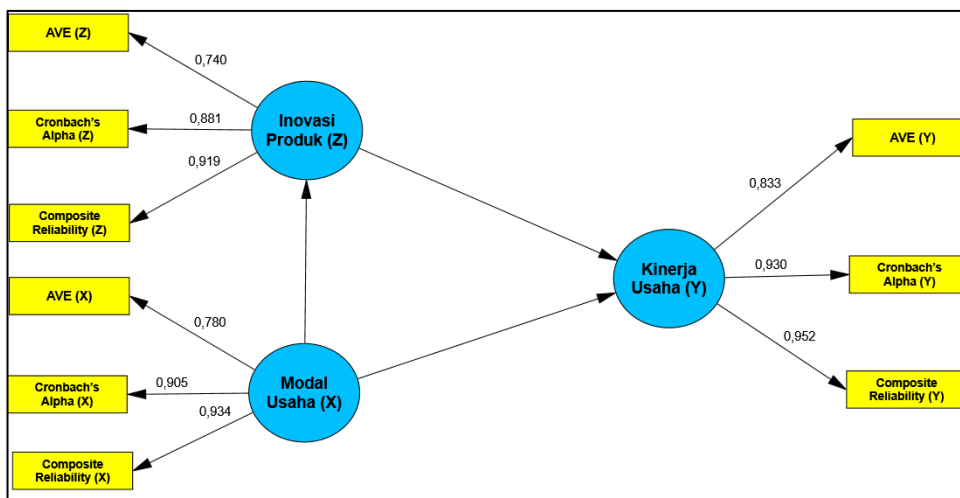 AVE (Z)
0,740
Cronbach's
Alpha (Z)
0,881
0,919
Composite
Reliability (Z)
Inovasi
Produk (Z)
AVE (X)
0,780
Cronbach's
Alpha (X)
0,905
0,934
Composite
Reliability (X)
Modal
Usaha (X)
Kinerja
Usaha (Y)
AVE (Y)
0,833
0,930
Cronbach's
Alpha (Y)
0,952
Composite
Reliability (Y)